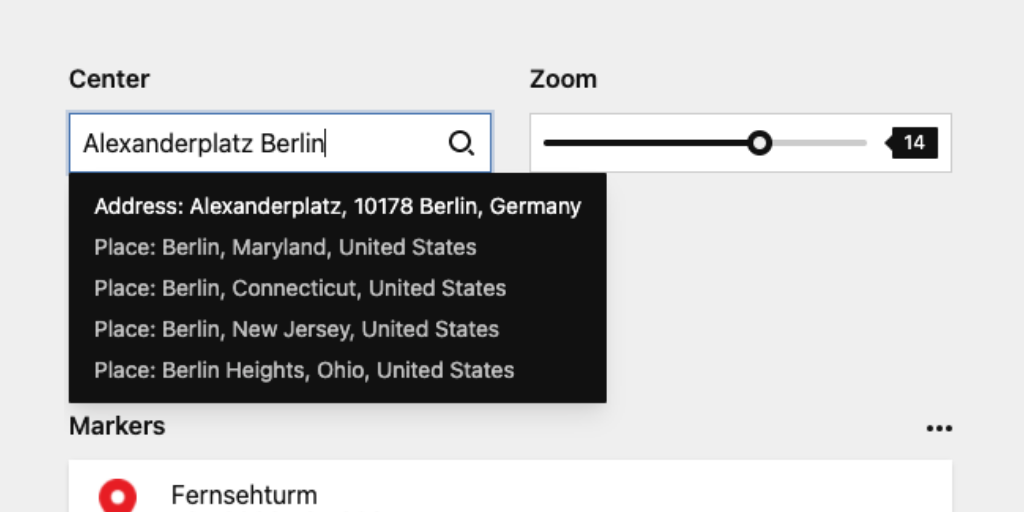 Center
Zoom
Alexanderplatz Berlin
14
Address: Alexanderplatz, 10178 Berlin, Germany
Place: Berlin, Maryland, United States
Place: Berlin, Connecticut, United States
Place: Berlin, New Jersey, United States
Place: Berlin Heights, Ohio, United States
Markers
Fernsehturm